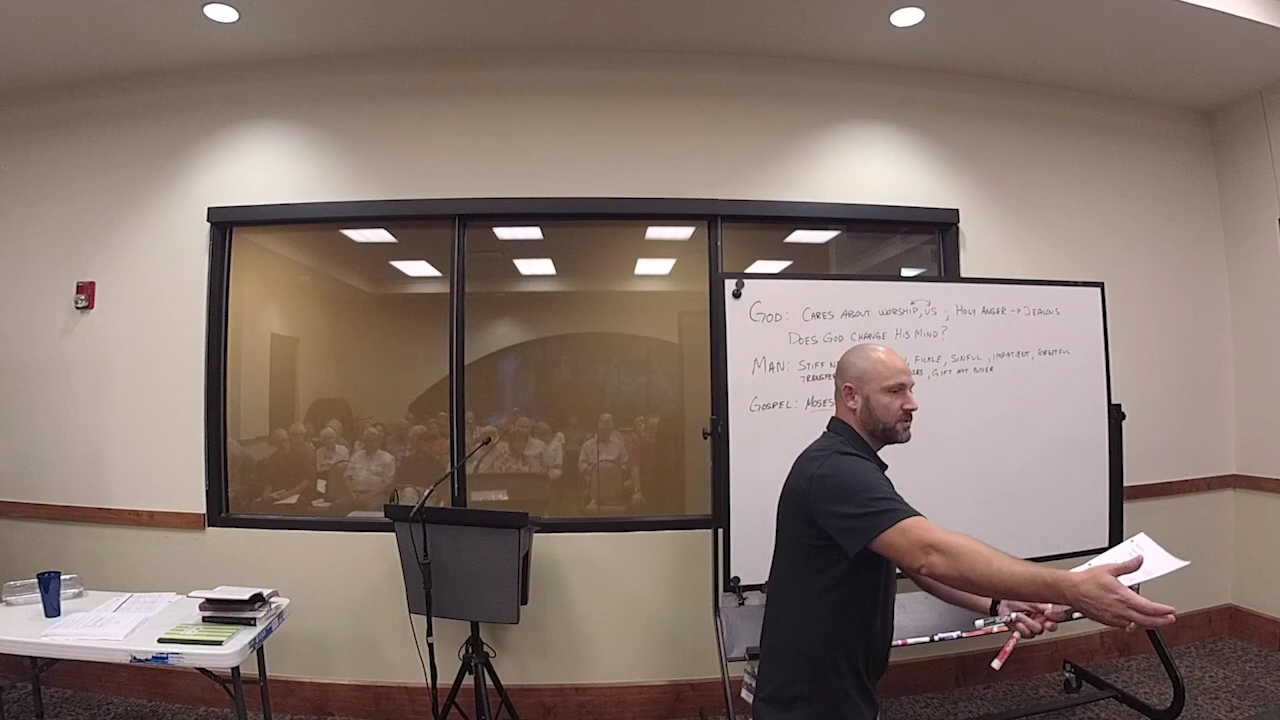 GOD: CARES ABOUT WORSHIP, US ; HOLY ANGER → JEALOUS
DOES GOD CHANGE HIS MIND?
MAN: STIFF N , FICKLE, SINFUL, IMPATIENT, FORGETFUL
TRANSFER , GIFT NOT GIVER
GOSPEL: MOSES